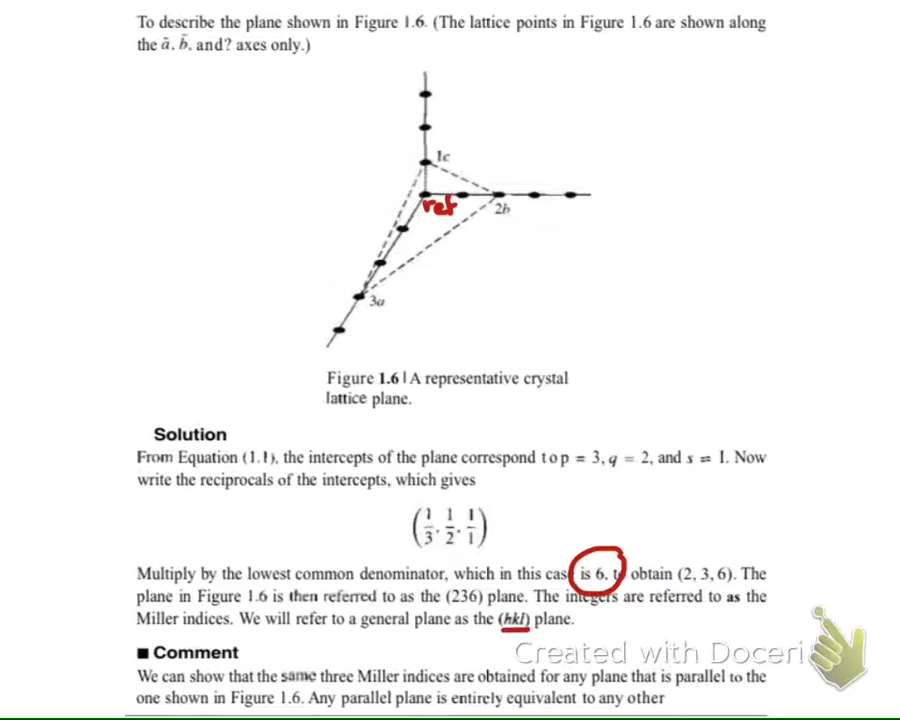 To describe the plane shown in Figure 1.6. (The lattice points in Figure 1.6 are shown along
the ā, b̄, and? axes only.)
1c
ref
2b
3a
Figure 1.6 | A representative crystal
lattice plane.
Solution
From Equation (1.1), the intercepts of the plane correspond to p = 3, q = 2, and s = 1. Now
write the reciprocals of the intercepts, which gives
(1/3, 1/2, 1/1)
Multiply by the lowest common denominator, which in this case is 6, to obtain (2, 3, 6). The
plane in Figure 1.6 is then referred to as the (236) plane. The integers are referred to as the
Miller indices. We will refer to a general plane as the (hkl) plane.
■ Comment
Created with Doceri
We can show that the same three Miller indices are obtained for any plane that is parallel to the
one shown in Figure 1.6. Any parallel plane is entirely equivalent to any other